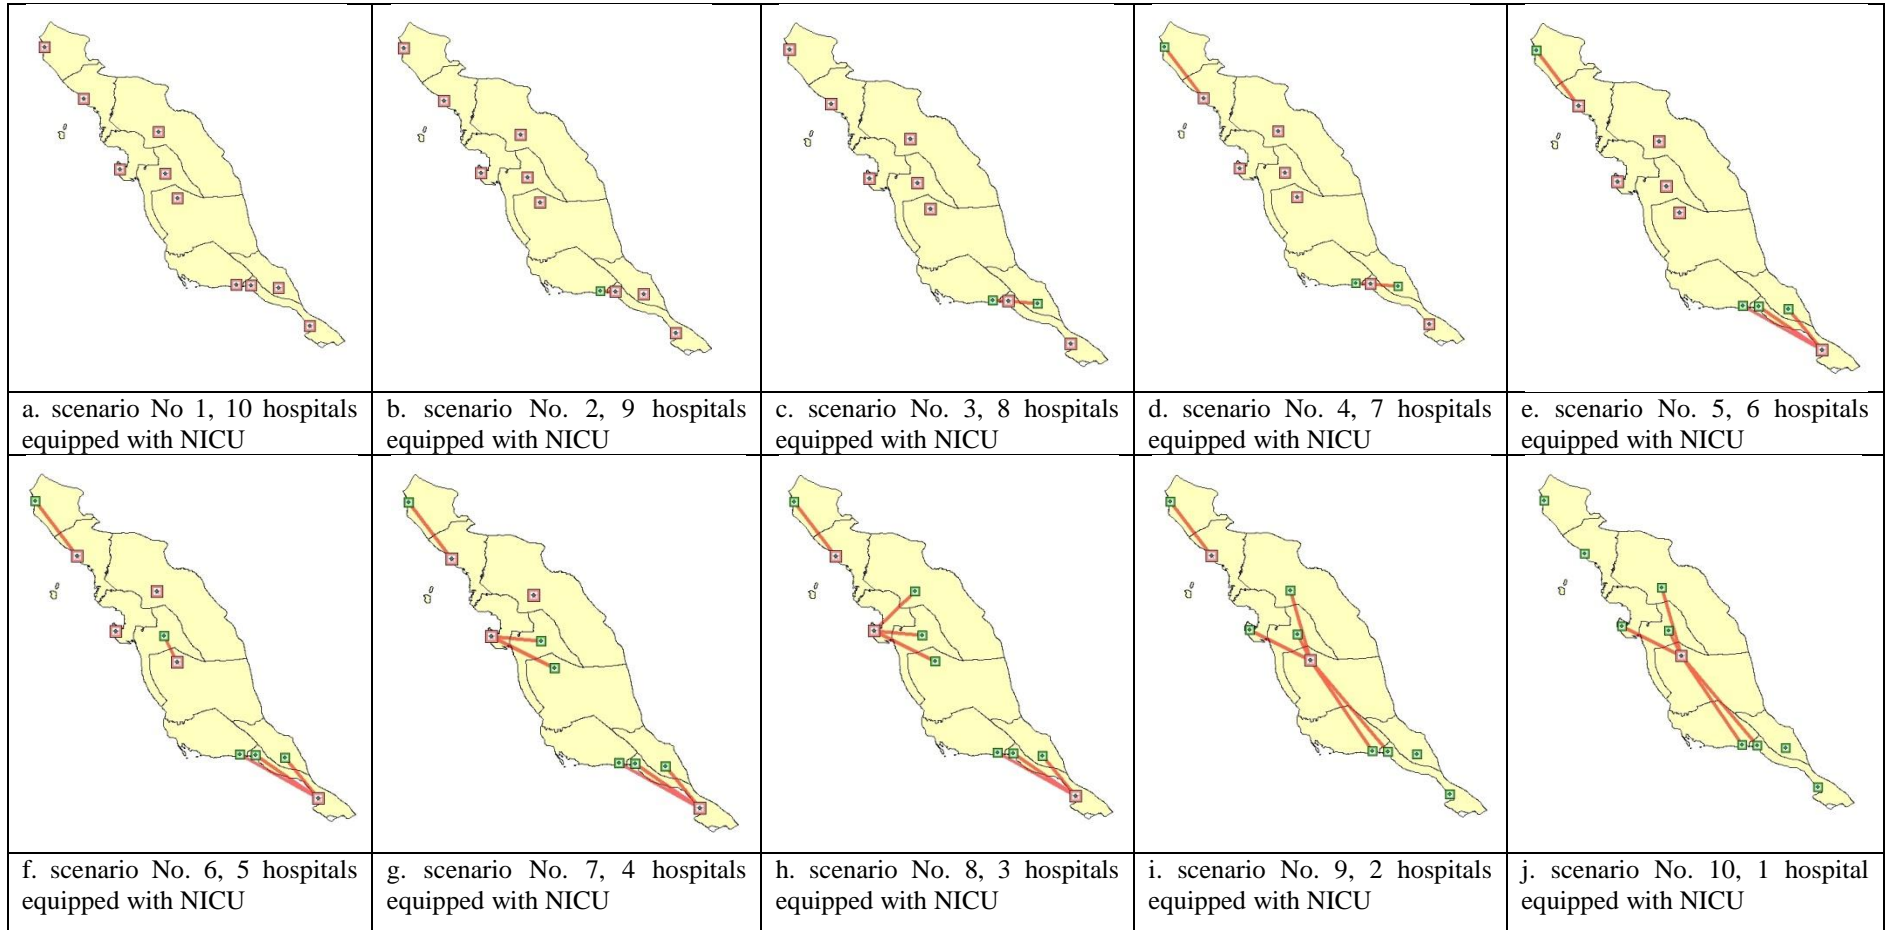 a. scenario No 1, 10 hospitals
equipped with NICU
b. scenario No. 2, 9 hospitals
equipped with NICU
c. scenario No. 3, 8 hospitals
equipped with NICU
d. scenario No. 4, 7 hospitals
equipped with NICU
e. scenario No. 5, 6 hospitals
equipped with NICU
f. scenario No. 6, 5 hospitals
equipped with NICU
g. scenario No. 7, 4 hospitals
equipped with NICU
h. scenario No. 8, 3 hospitals
equipped with NICU
i. scenario No. 9, 2 hospitals
equipped with NICU
j. scenario No. 10, 1 hospital
equipped with NICU